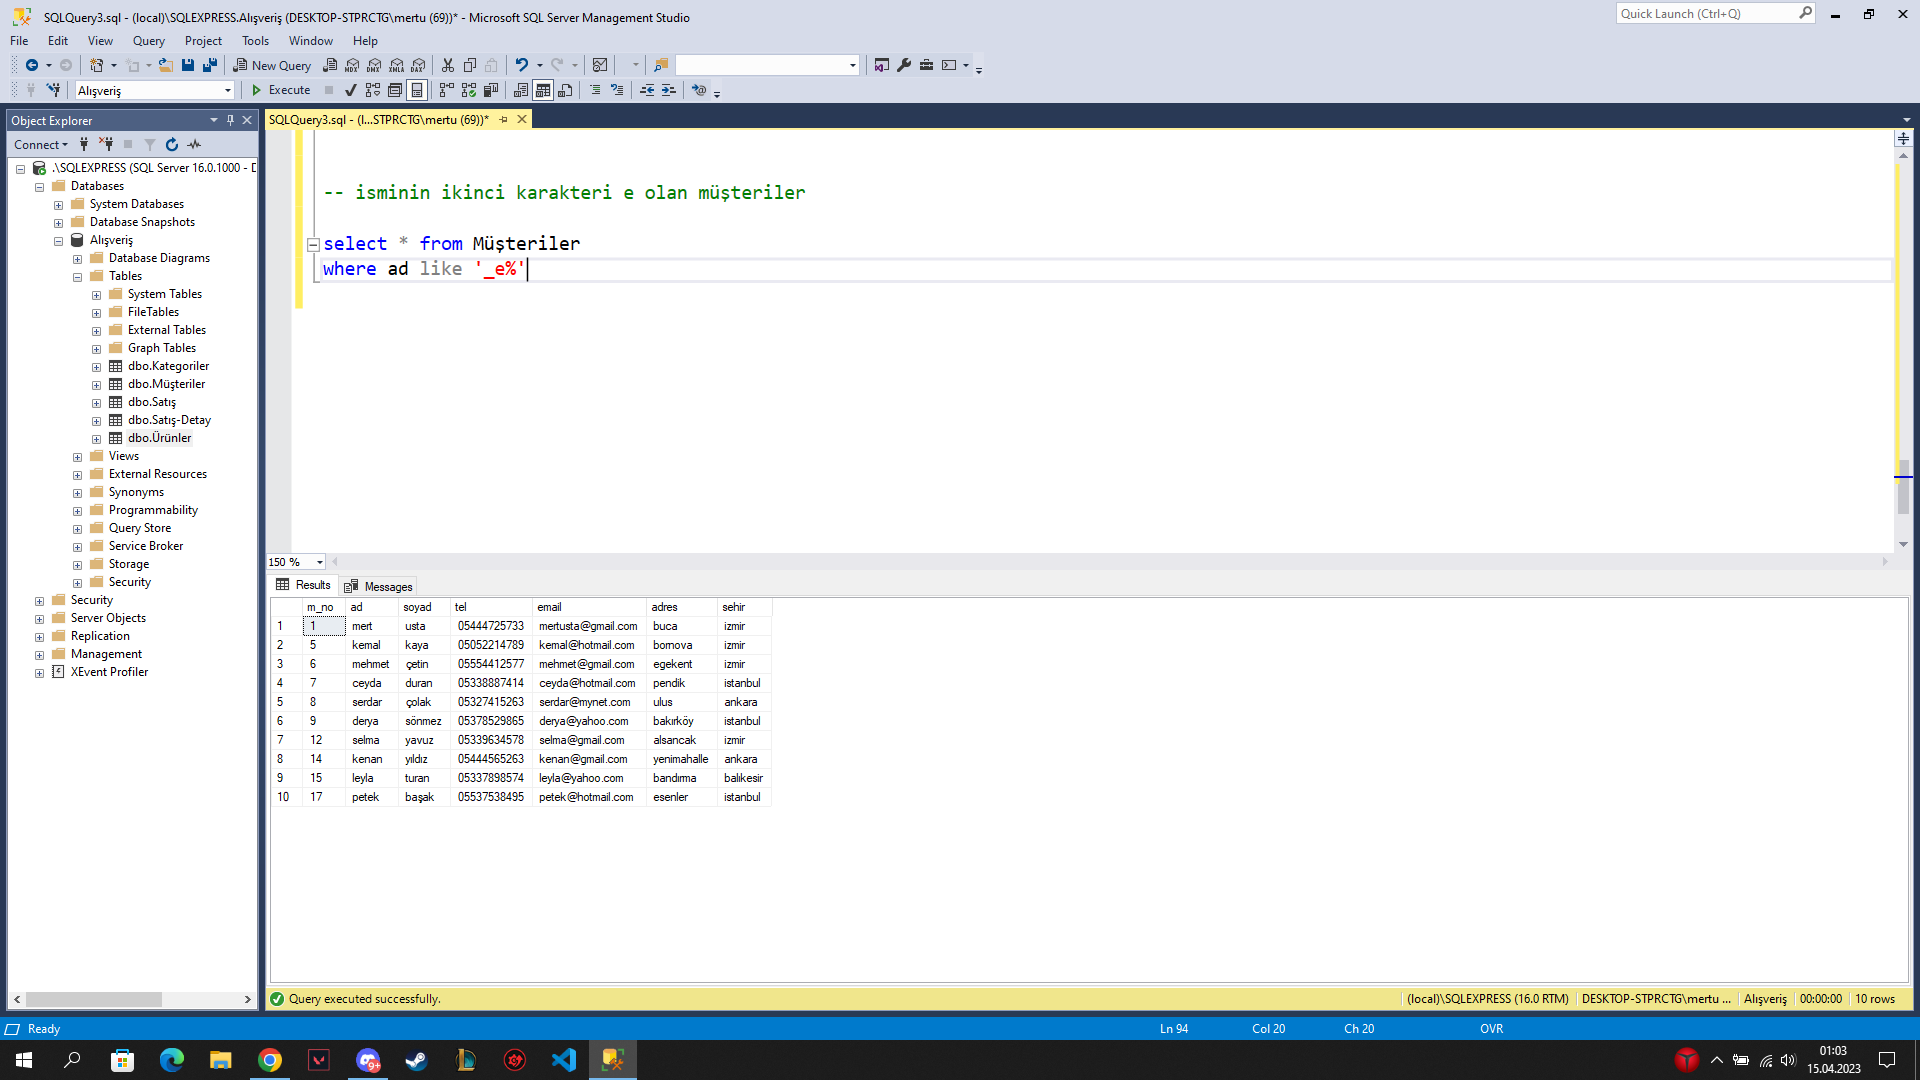 SQLQuery3.sql - (local)\SQLEXPRESS.Alışveriş (DESKTOP-STPRCTG\mertu (69))* - Microsoft SQL Server Management Studio
Quick Launch (Ctrl+Q)
File Edit View Query Project Tools Window Help
New Query
MDX DMX XMLA DAX
Alışveriş
Execute
Object Explorer
SQLQuery3.sql - (l...STPRCTG\mertu (69))*
Connect
.\SQLEXPRESS (SQL Server 16.0.1000 - D
Databases
System Databases
Database Snapshots
Alışveriş
Database Diagrams
Tables
System Tables
FileTables
External Tables
Graph Tables
dbo.Kategoriler
dbo.Müşteriler
dbo.Satış
dbo.Satış-Detay
dbo.Ürünler
Views
External Resources
Synonyms
Programmability
Query Store
Service Broker
Storage
Security
Security
Server Objects
Replication
Management
XEvent Profiler
-- isminin ikinci karakteri e olan müşteriler
select * from Müşteriler
where ad like '_e%'
150 %
Results Messages
m_no ad soyad tel email adres sehir
1 1 mert usta 05444725733 mertusta@gmail.com buca izmir
2 5 kemal kaya 05052214789 kemal@hotmail.com bornova izmir
3 6 mehmet çetin 05554412577 mehmet@gmail.com egekent izmir
4 7 ceyda duran 05338887414 ceyda@hotmail.com pendik istanbul
5 8 serdar çolak 05327415263 serdar@mynet.com ulus ankara
6 9 derya sönmez 05378529865 derya@yahoo.com bakırköy istanbul
7 12 selma yavuz 05339634578 selma@gmail.com alsancak izmir
8 14 kenan yıldız 05444565263 kenan@gmail.com yenimahalle ankara
9 15 leyla turan 05337898574 leyla@yahoo.com bandırma balıkesir
10 17 petek başak 05537538495 petek@hotmail.com esenler istanbul
Query executed successfully.
(local)\SQLEXPRESS (16.0 RTM) DESKTOP-STPRCTG\mertu ... Alışveriş 00:00:00 10 rows
Ready
Ln 94 Col 20 Ch 20 OVR
9+
01:03
15.04.2023